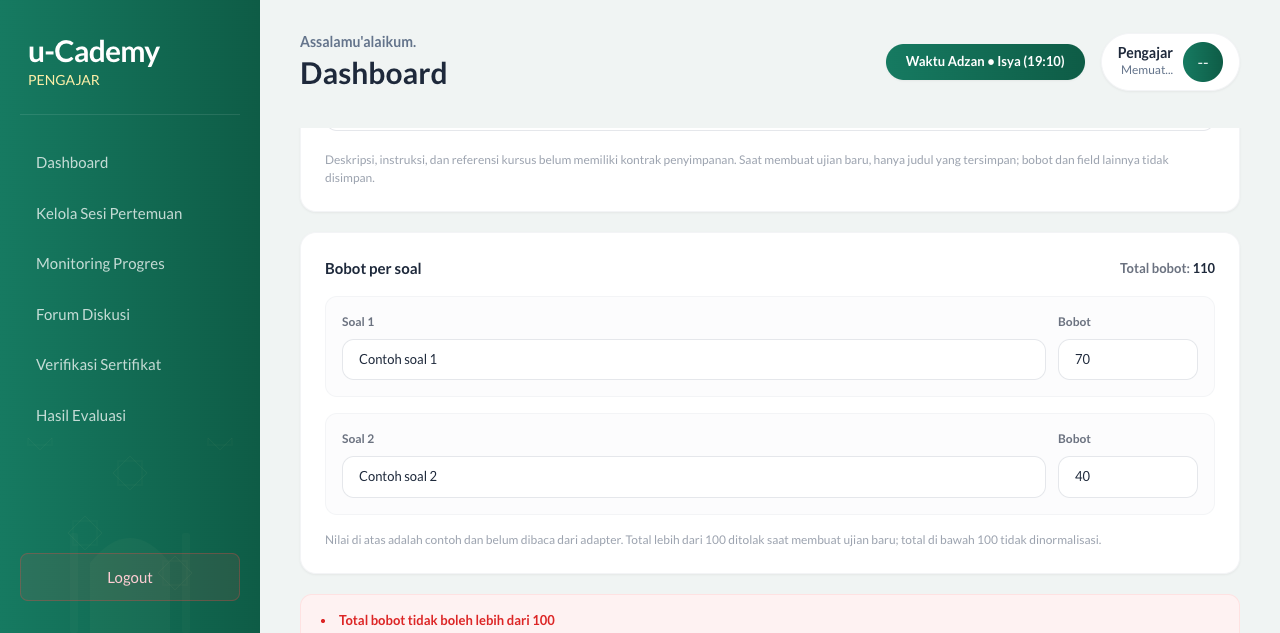 u-Cademy
PENGAJAR
Dashboard
Kelola Sesi Pertemuan
Monitoring Progres
Forum Diskusi
Verifikasi Sertifikat
Hasil Evaluasi
Logout
Assalamu'alaikum.
Dashboard
Waktu Adzan • Isya (19:10)
Pengajar
Memuat...
--
Deskripsi, instruksi, dan referensi kursus belum memiliki kontrak penyimpanan. Saat membuat ujian baru, hanya judul yang tersimpan; bobot dan field lainnya tidak
disimpan.
Bobot per soal
Total bobot: 110
Soal 1
Bobot
Contoh soal 1
70
Soal 2
Bobot
Contoh soal 2
40
Nilai di atas adalah contoh dan belum dibaca dari adapter. Total lebih dari 100 ditolak saat membuat ujian baru; total di bawah 100 tidak dinormalisasi.
• Total bobot tidak boleh lebih dari 100